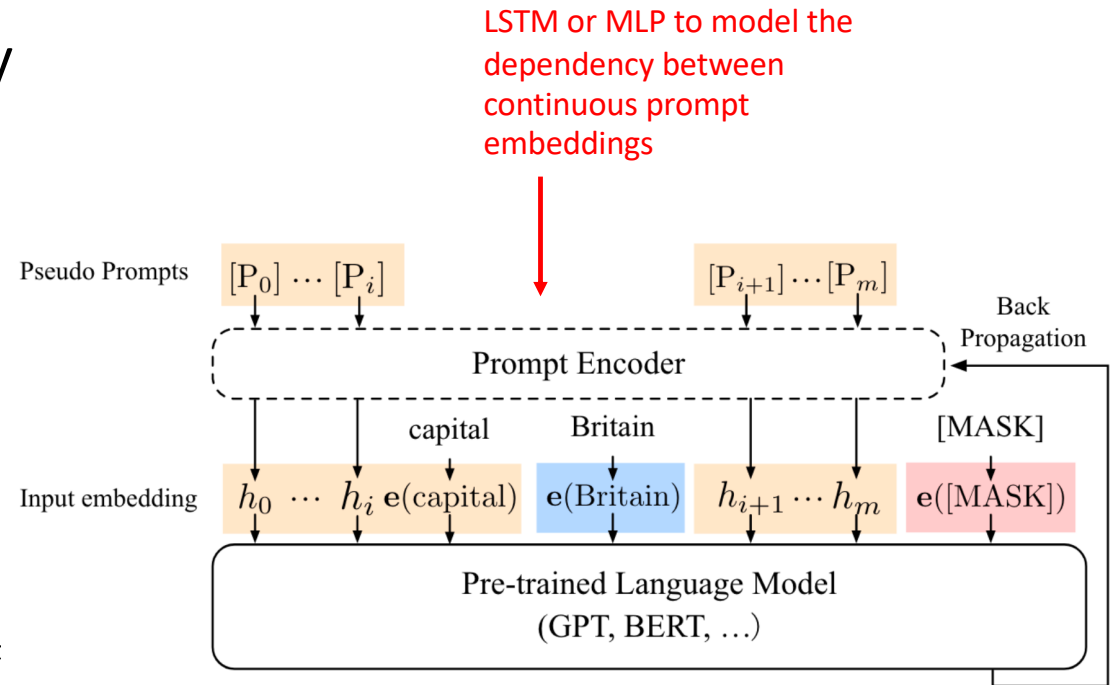 LSTM or MLP to model the
dependency between
continuous prompt
embeddings
y
Pseudo Prompts [P₀] ⋯ [Pᵢ] [Pᵢ₊₁] ⋯ [Pₘ]
Back
Propagation
Prompt Encoder
capital Britain [MASK]
Input embedding h₀ ⋯ hᵢ e(capital) e(Britain) hᵢ₊₁ ⋯ hₘ e([MASK])
Pre-trained Language Model
(GPT, BERT, …)